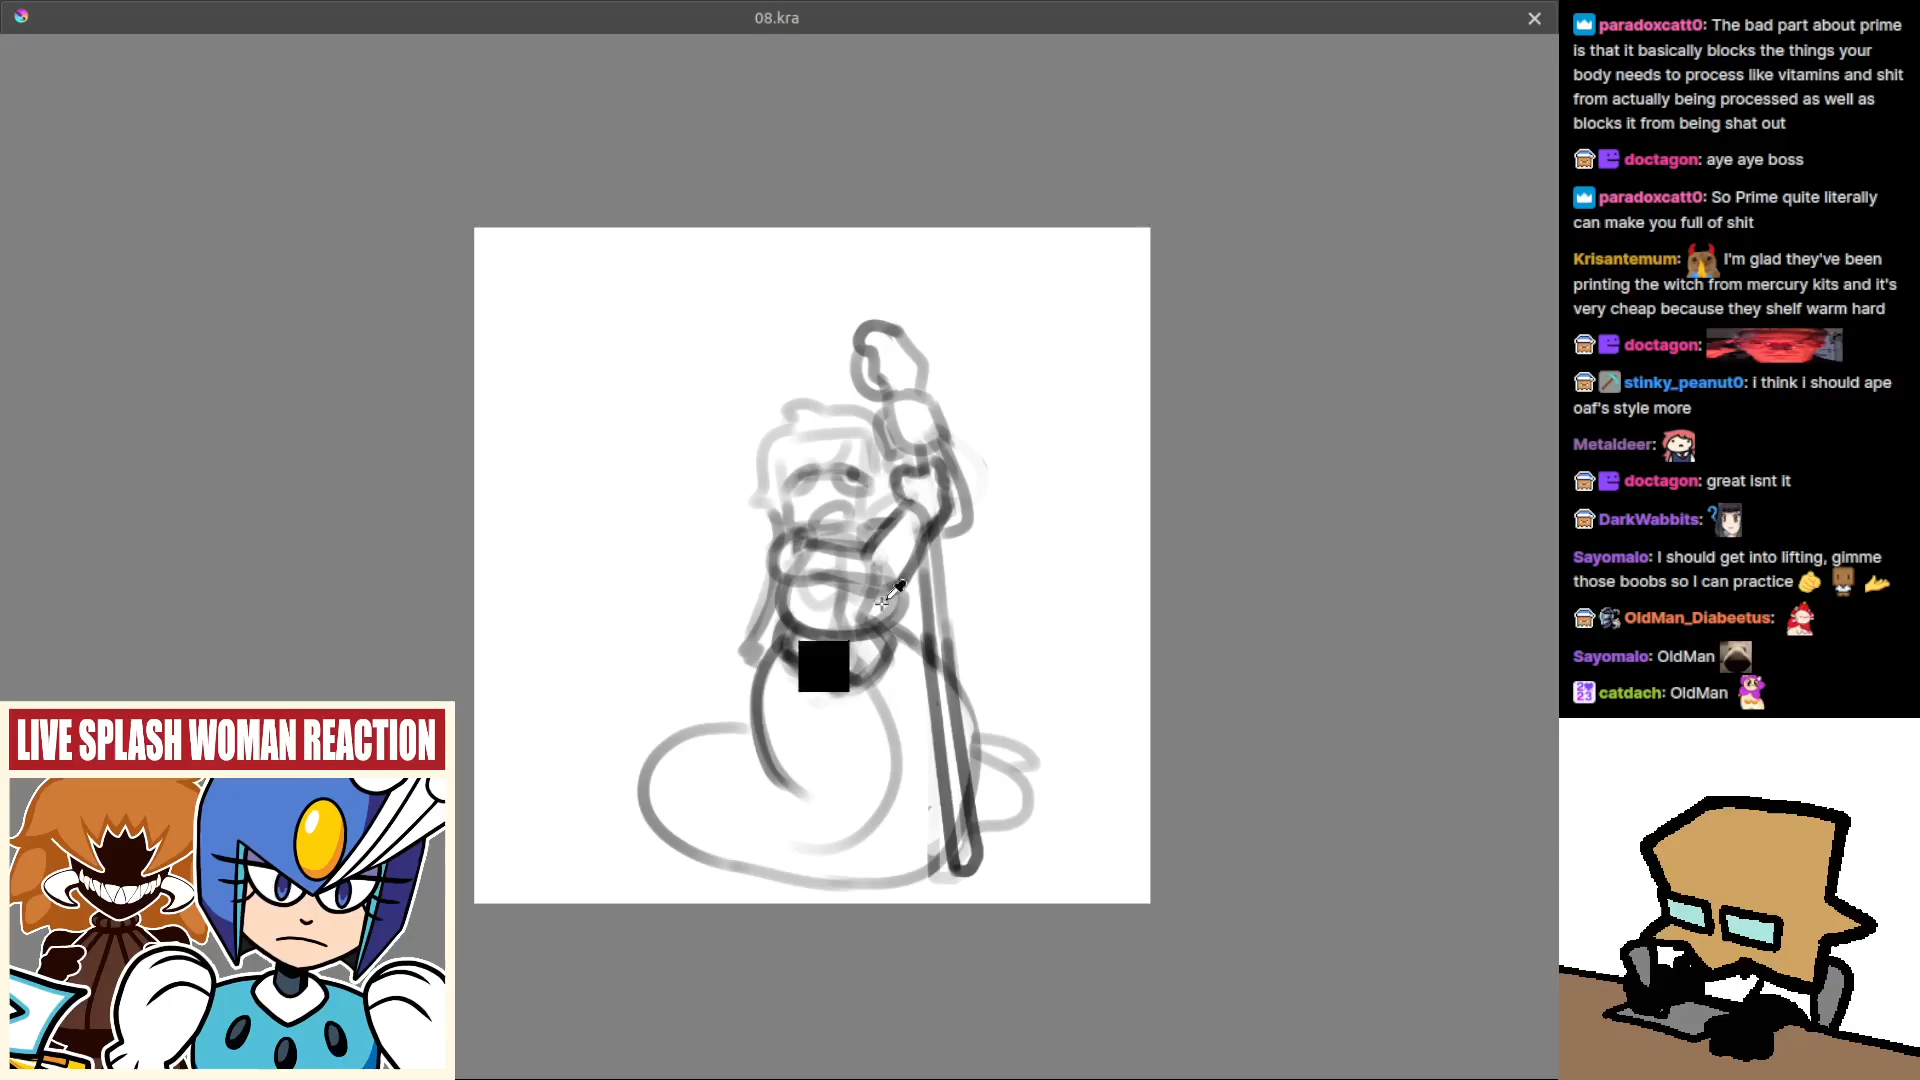 08.kra
paradoxcatt0: The bad part about prime
is that it basically blocks the things your
body needs to process like vitamins and shit
from actually being processed as well as
blocks it from being shat out
doctagon: aye aye boss
paradoxcatt0: So Prime quite literally
can make you full of shit
Krisantemum: I'm glad they've been
printing the witch from mercury kits and it's
very cheap because they shelf warm hard
doctagon:
stinky_peanut0: i think i should ape
oaf's style more
Metaldeer:
doctagon: great isnt it
DarkWabbits:
Sayomalo: I should get into lifting, gimme
those boobs so I can practice
OldMan_Diabeetus:
Sayomalo: OldMan
catdach: OldMan
LIVE SPLASH WOMAN REACTION